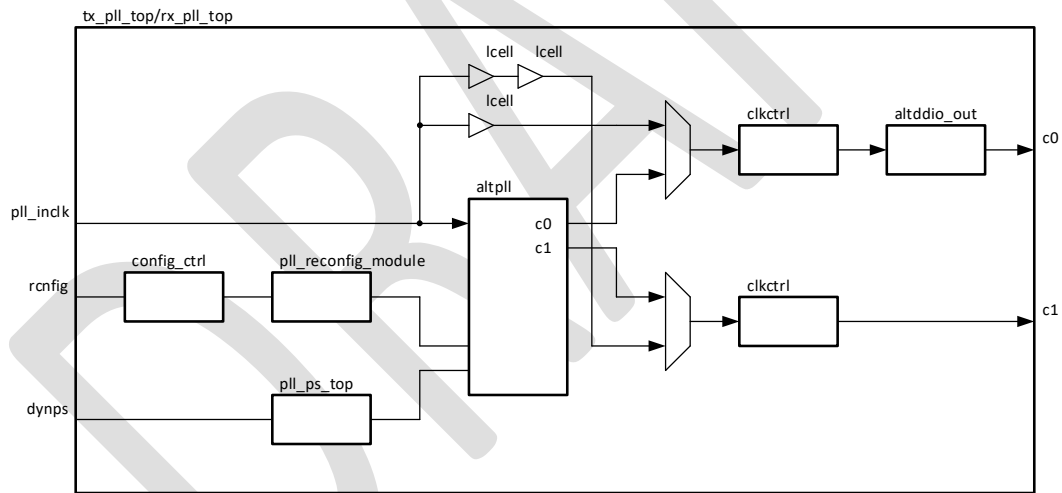 tx_pll_top/rx_pll_top
lcell lcell
lcell
clkctrl altddio_out
c0
altpll
pll_inclk
c0
c1
config_ctrl pll_reconfig_module
clkctrl
rcnfig
c1
pll_ps_top
dynps
DRA